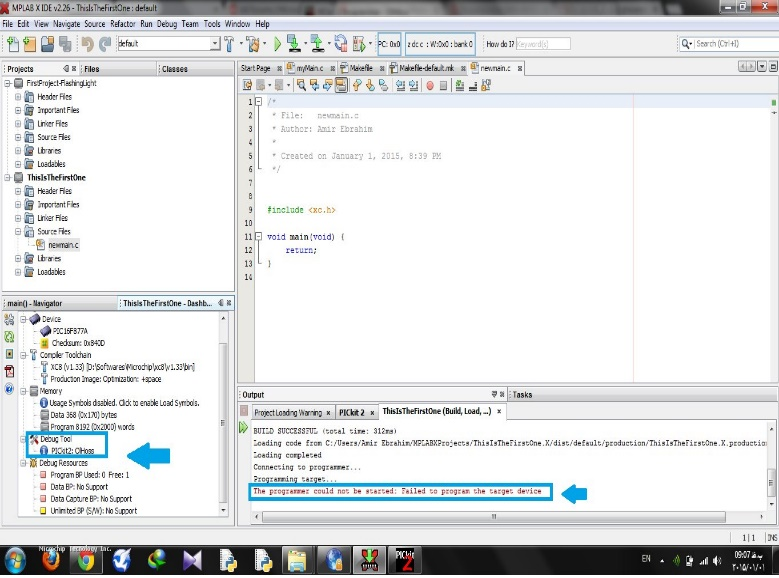 MPLAB X IDE v2.26 - ThisIsTheFirstOne : default
File Edit View Navigate Source Refactor Run Debug Team Tools Window Help
default
PC: 0x0
z dc c : W:0x0 : bank 0
How do I? (Keyword(s))
Search (Ctrl+I)
Projects Files Classes
FirstProject-FlashingLight
Header Files
Important Files
Linker Files
Source Files
Libraries
Loadables
ThisIsTheFirstOne
Header Files
Important Files
Linker Files
Source Files
newmain.c
Libraries
Loadables
Start Page myMain.c Makefile Makefile-default.mk newmain.c
1 /*
2 * File: newmain.c
3 * Author: Amir Ebrahim
4 *
5 * Created on January 1, 2015, 8:39 PM
6 */
7
8
9 #include <xc.h>
10
11 void main(void) {
12 return;
13 }
14
main() - Navigator ThisIsTheFirstOne - Dashb...
Device
PIC16F877A
Checksum: 0x840D
Compiler Toolchain
XC8 (v1.33) [D:\Softwares\Microchip\xc8\v1.33\bin]
Production Image: Optimization: +space
Memory
Usage Symbols disabled. Click to enable Load Symbols.
Data 368 (0x170) bytes
Program 8192 (0x2000) words
Debug Tool
PICkit2: ClHoss
Debug Resources
Program BP Used: 0 Free: 1
Data BP: No Support
Data Capture BP: No Support
Unlimited BP (S/W): No Support
Output Tasks
Project Loading Warning PICkit 2 ThisIsTheFirstOne (Build, Load, ...)
BUILD SUCCESSFUL (total time: 312ms)
Loading code from C:/Users/Amir Ebrahim/MPLABXProjects/ThisIsTheFirstOne.X/dist/default/production/ThisIsTheFirstOne.X.production
Loading completed
Connecting to programmer...
Programming target...
The programmer could not be started: Failed to program the target device
1|1 INS
Microchip Technology Inc.
PICkit
2
EN
09:07 ب.ظ
۲۰۱۵/۰۱/۰۱